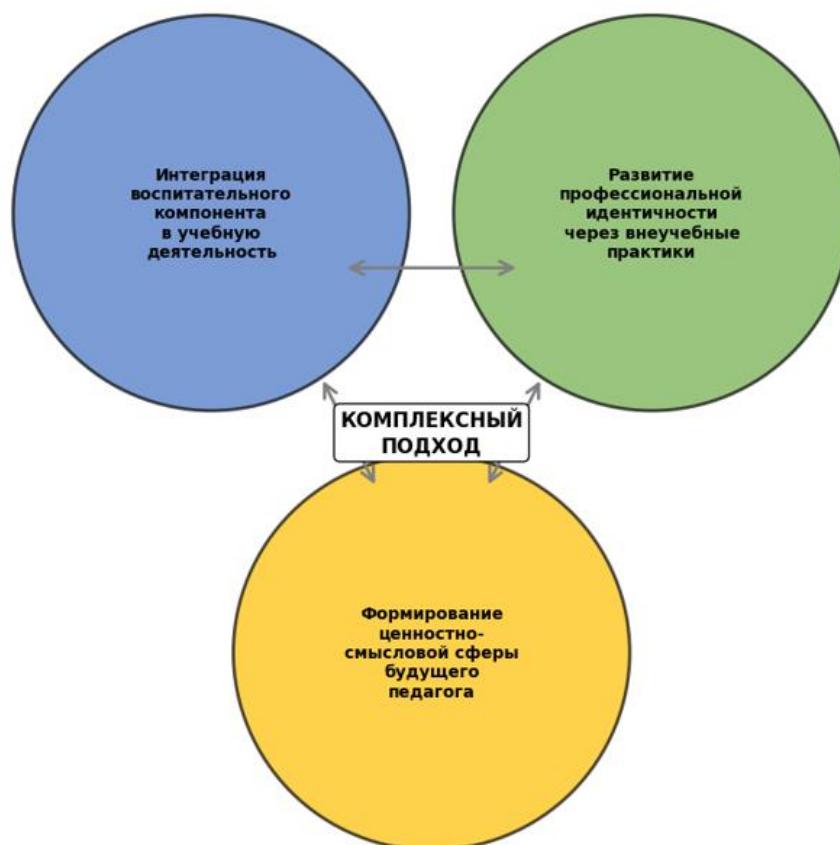 Интеграция
воспитательного
компонента
в учебную
деятельность
Развитие
профессиональной
идентичности
через внеучебные
практики
КОМПЛЕКСНЫЙ
ПОДХОД
Формирование
ценностно-
смысловой сферы
будущего
педагога